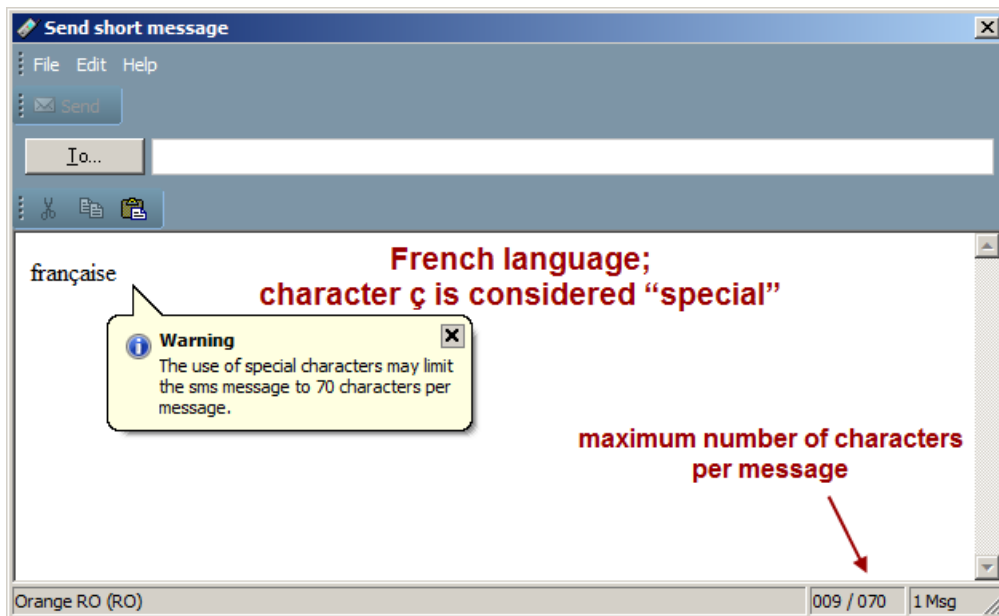 Send short message
File Edit Help
Send
To...
française
French language;
character ç is considered “special”
Warning
The use of special characters may limit
the sms message to 70 characters per
message.
maximum number of characters
per message
Orange RO (RO) 009 / 070 1 Msg